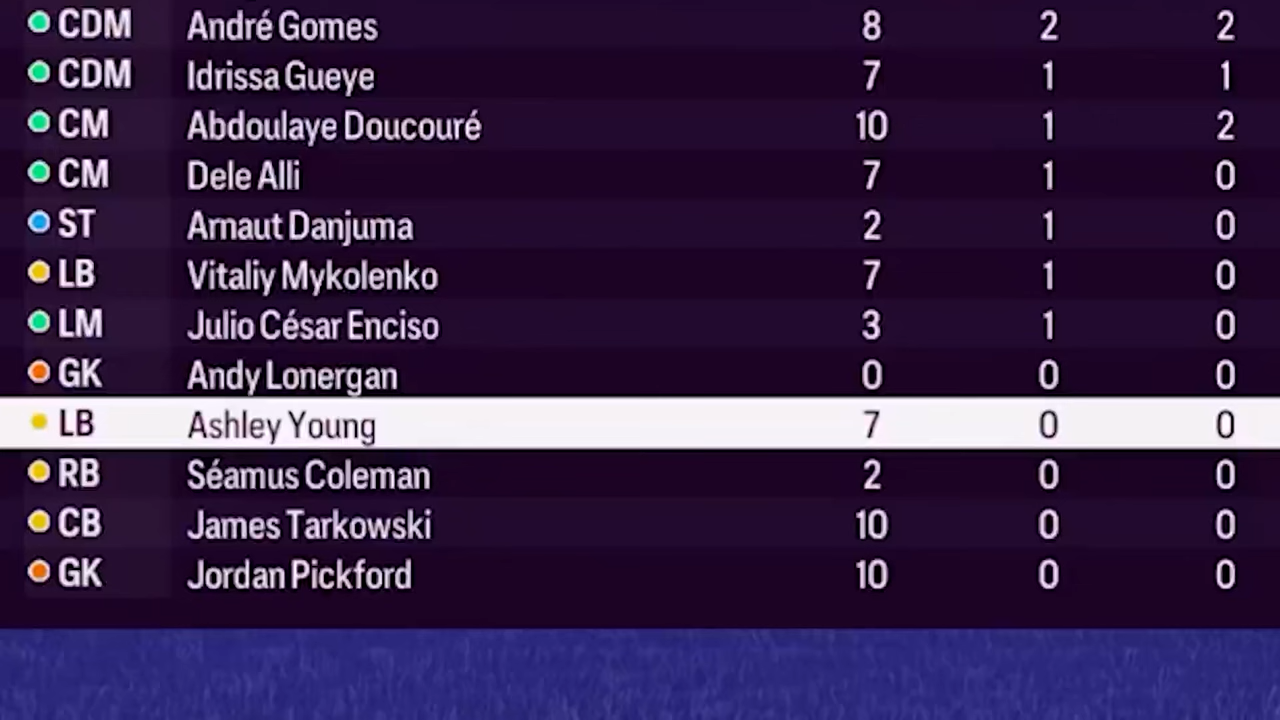 CDM André Gomes 8 2 2
CDM Idrissa Gueye 7 1 1
CM Abdoulaye Doucouré 10 1 2
CM Dele Alli 7 1 0
ST Arnaut Danjuma 2 1 0
LB Vitaliy Mykolenko 7 1 0
LM Julio César Enciso 3 1 0
GK Andy Lonergan 0 0 0
LB Ashley Young 7 0 0
RB Séamus Coleman 2 0 0
CB James Tarkowski 10 0 0
GK Jordan Pickford 10 0 0